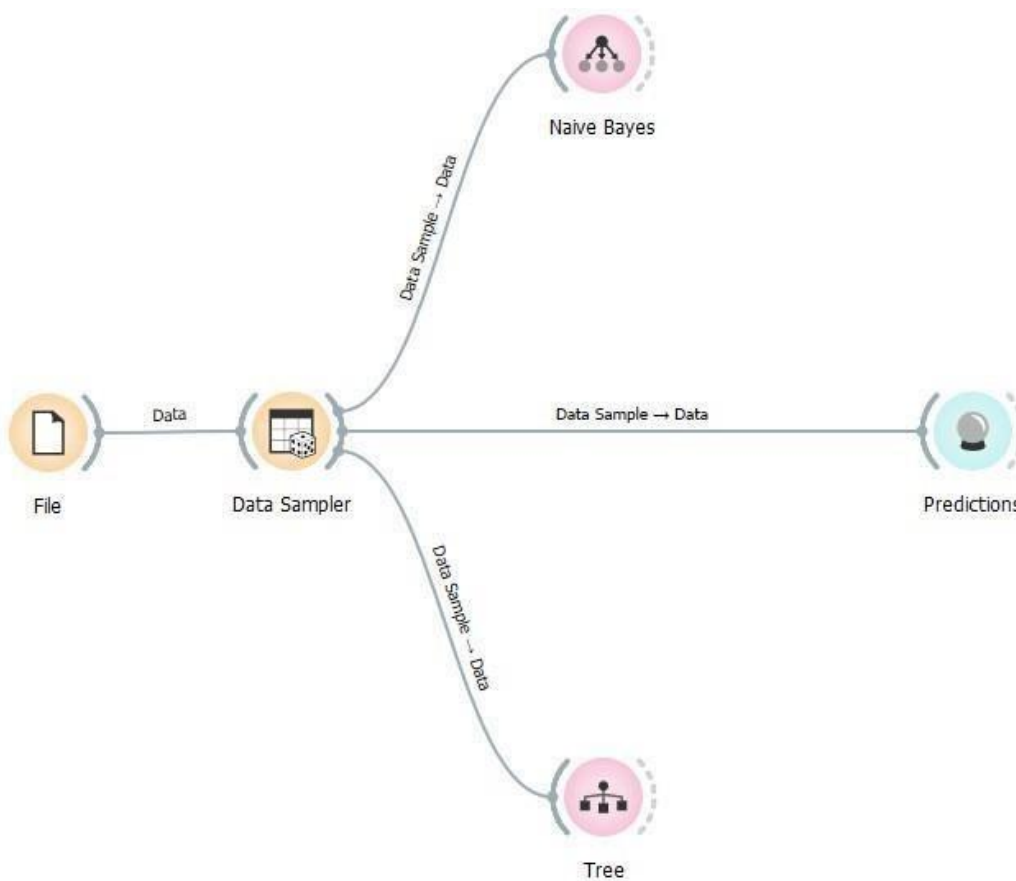 Naive Bayes
Data Sample → Data
Data
Data Sample → Data
File
Data Sampler
Predictions
Data Sample → Data
Tree